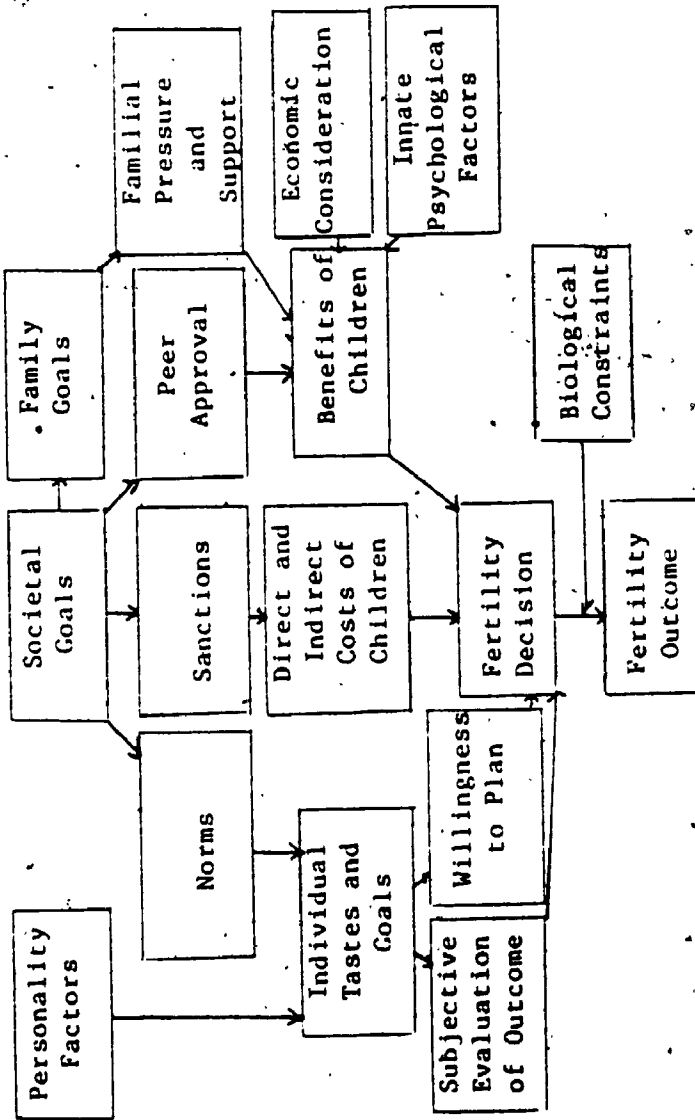 Personality
Factors
Societal
Goals
Family
Goals
Norms
Sanctions
Peer
Approval
Familial
Pressure
and
Support
Individual
Tastes and
Goals
Direct and
Indirect
Costs of
Children
Benefits of
Children
Economic
Consideration
Innate
Psychological
Factors
Subjective
Evaluation
of Outcome
Willingness
to Plan
Fertility
Decision
Biological
Constraints
Fertility
Outcome